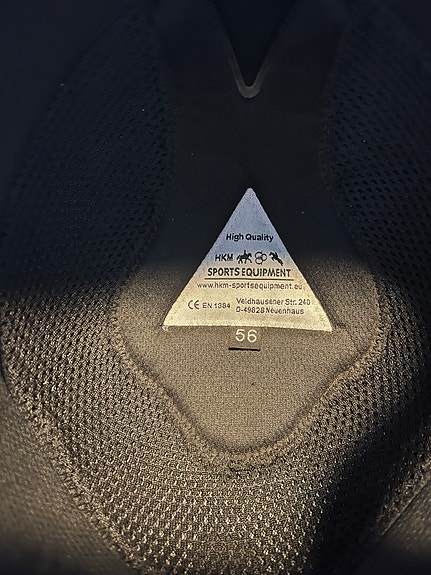 High Quality
HKM
SPORTS EQUIPMENT
www.hkm-sportsequipment.eu
CE EN 1384 Veldhausener Str. 240
D-49828 Neuenhaus
56